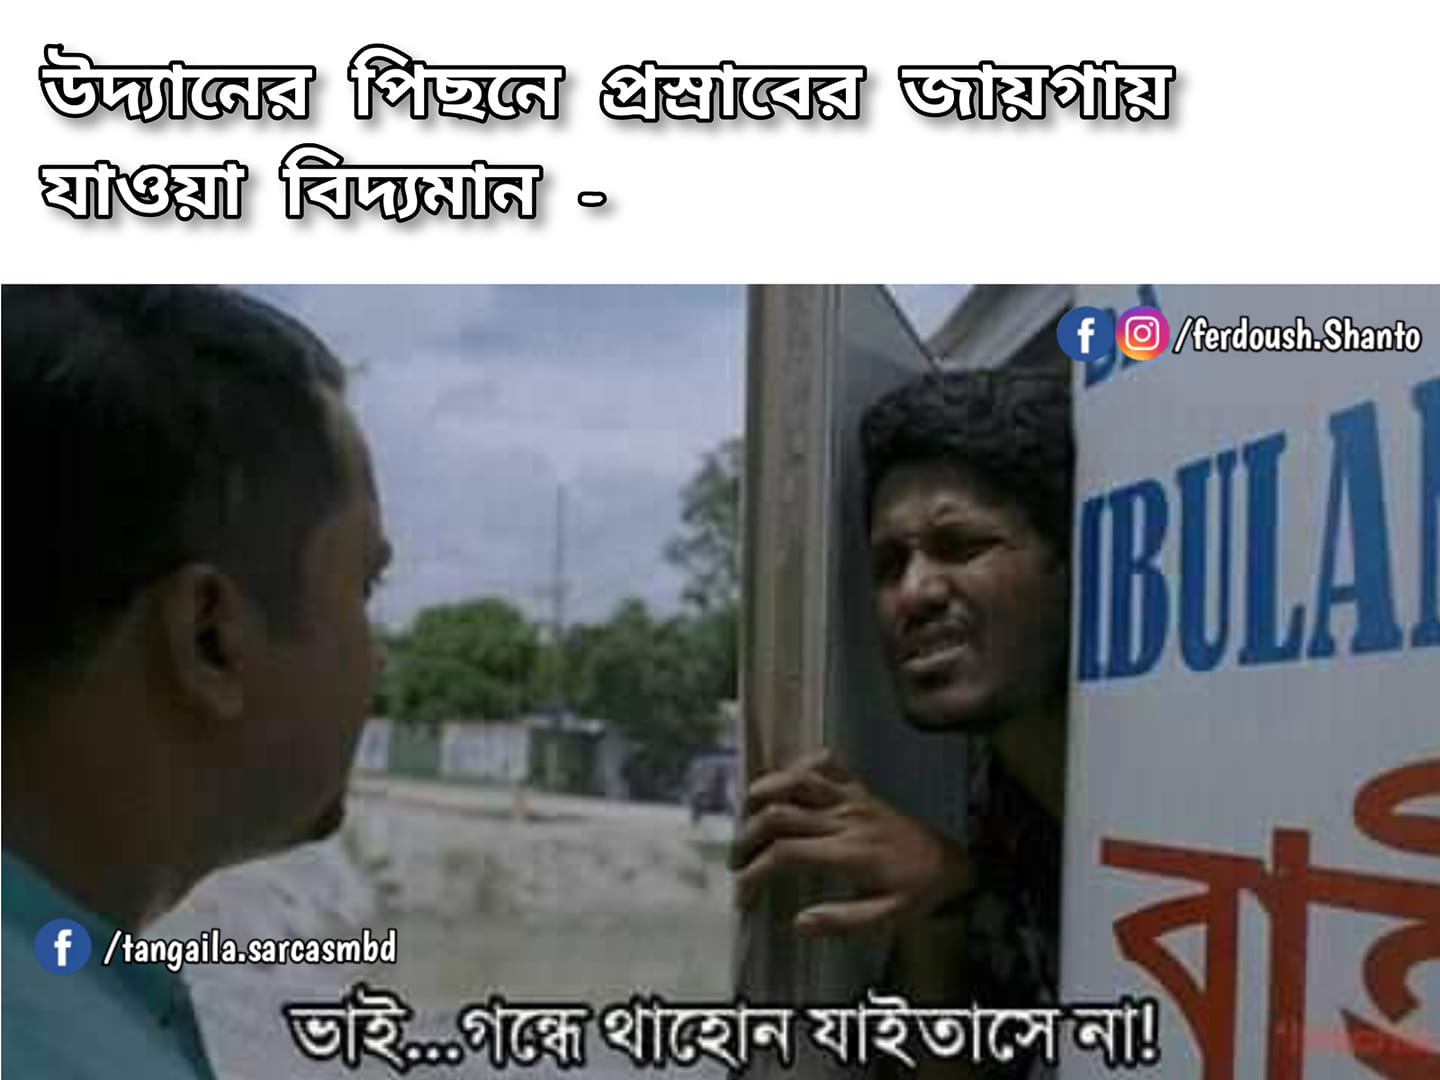 উদ্যানের পিছনে প্রস্রাবের জায়গায়
যাওয়া বিদ্যমান -
/ferdoush.Shanto
IBULA
/tangaila.sarcasmbd
ভাই...গন্ধে থাহোন যাইতাসে না!